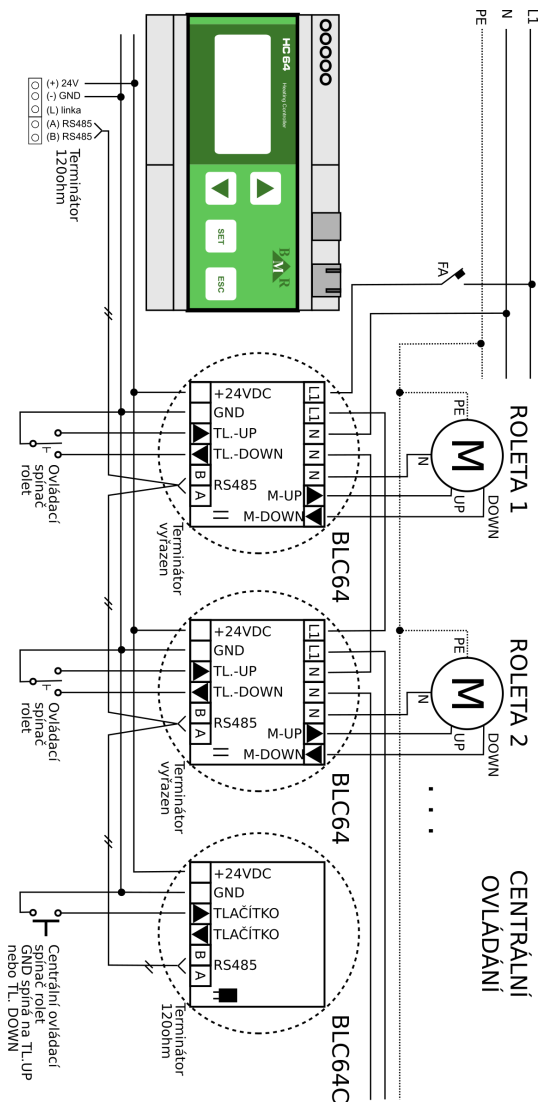 L1
N
PE
HC64
Heating Controller
SET
ESC
B M R
(+) 24V
(-) GND
(L) linka
(A) RS485
(B) RS485
Terminátor
120ohm
FA
ROLETA 1
M
PE
N
UP
DOWN
BLC64
+24VDC
GND
TL.-UP
TL.-DOWN
B
A
RS485
M-UP
M-DOWN
L1
L1
N
N
N
Terminátor
vyřazen
Ovládací
spínač
rolet
ROLETA 2
M
PE
N
UP
DOWN
. . .
BLC64
+24VDC
GND
TL.-UP
TL.-DOWN
B
A
RS485
M-UP
M-DOWN
L1
L1
N
N
N
Terminátor
vyřazen
Ovládací
spínač
rolet
CENTRÁLNÍ
OVLÁDÁNÍ
BLC64C
+24VDC
GND
TLAČÍTKO
TLAČÍTKO
B
A
RS485
Terminátor
120ohm
Centrální ovládací
spínač rolet
GND spíná na TL.UP
nebo TL. DOWN